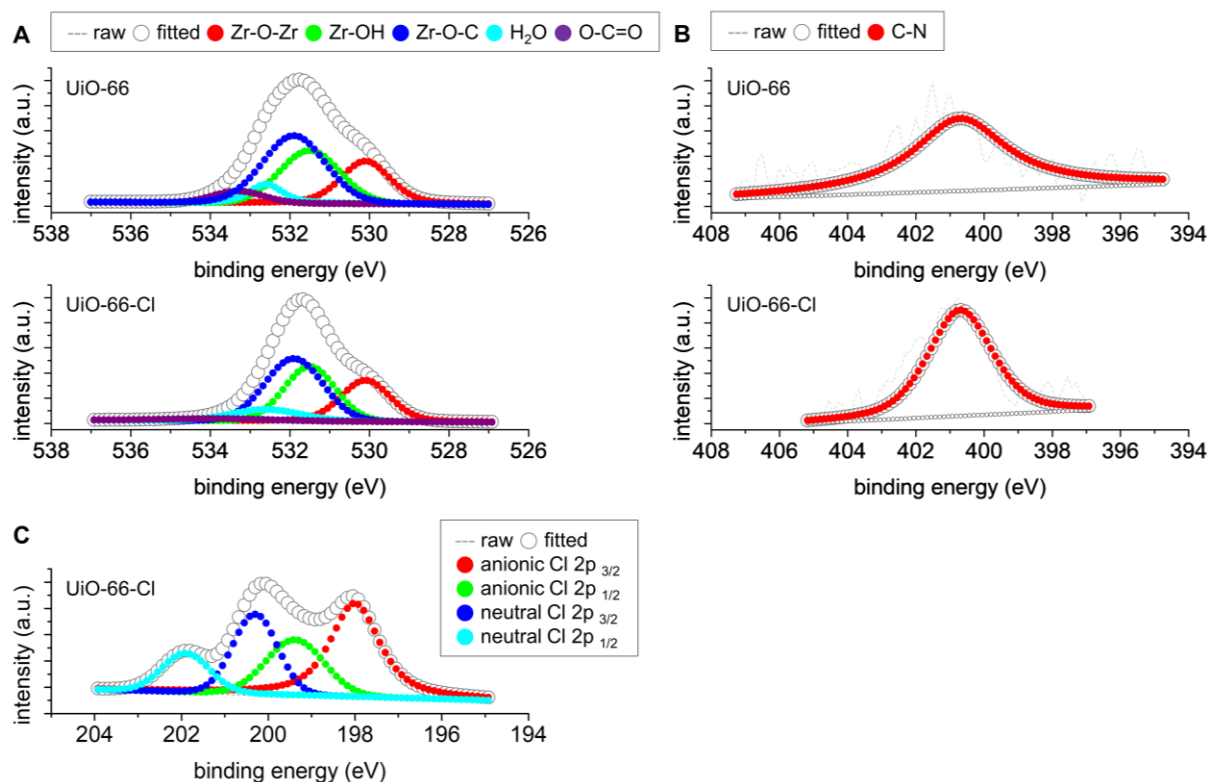 A
--- raw fitted Zr-O-Zr Zr-OH Zr-O-C H₂O O-C=O
UiO-66
intensity (a.u.)
538 536 534 532 530 528 526
binding energy (eV)
UiO-66-Cl
intensity (a.u.)
538 536 534 532 530 528 526
binding energy (eV)
B
--- raw fitted C-N
UiO-66
intensity (a.u.)
408 406 404 402 400 398 396 394
binding energy (eV)
UiO-66-Cl
intensity (a.u.)
408 406 404 402 400 398 396 394
binding energy (eV)
C
--- raw fitted
anionic Cl 2p 3/2
anionic Cl 2p 1/2
neutral Cl 2p 3/2
neutral Cl 2p 1/2
UiO-66-Cl
intensity (a.u.)
204 202 200 198 196 194
binding energy (eV)